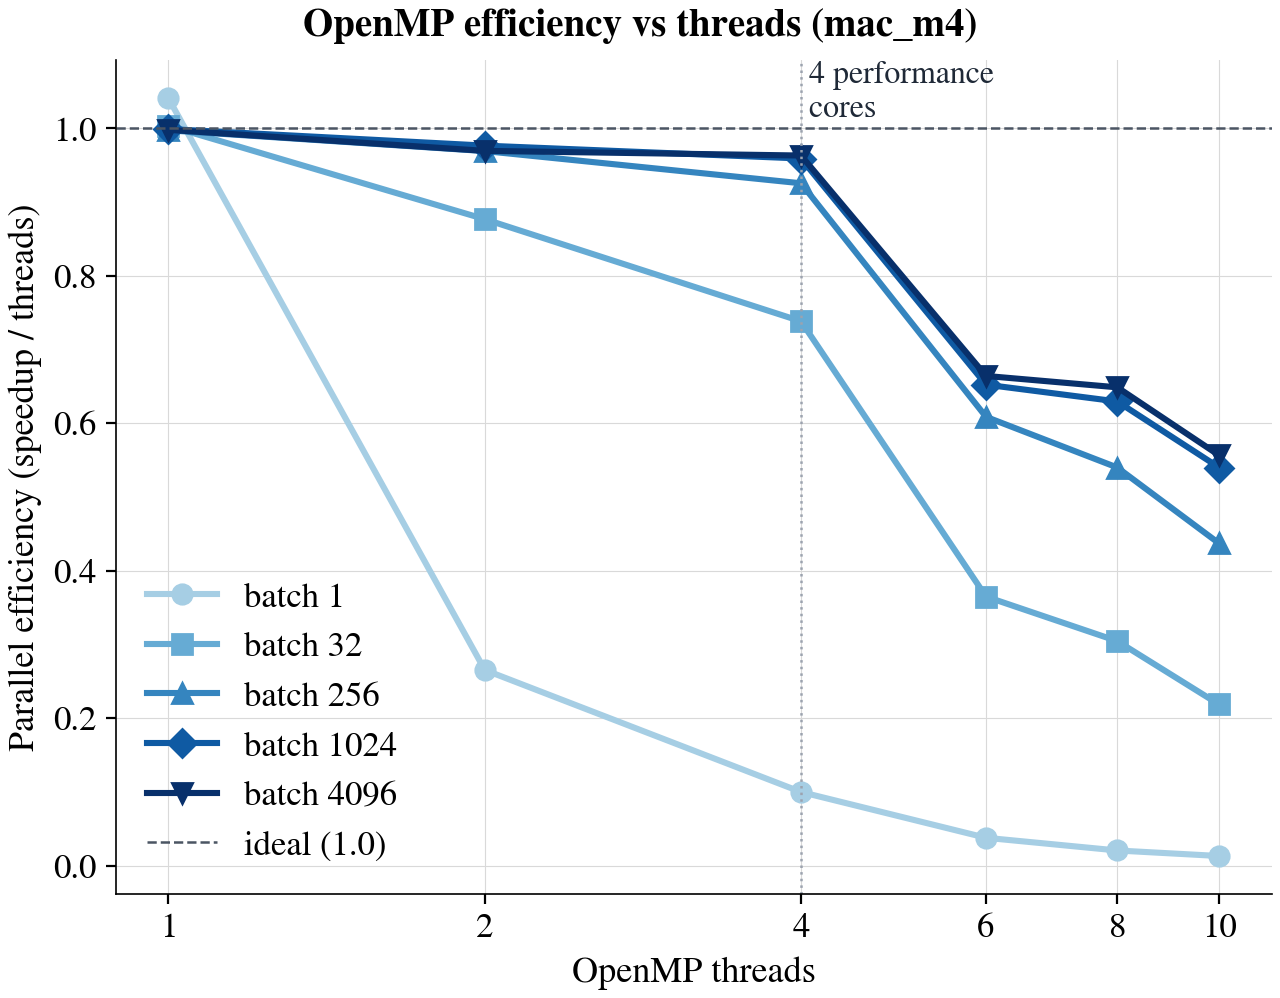 OpenMP efficiency vs threads (mac_m4)
4 performance
cores
1.0
0.8
0.6
0.4
0.2
0.0
Parallel efficiency (speedup / threads)
batch 1
batch 32
batch 256
batch 1024
batch 4096
ideal (1.0)
1 2 4 6 8 10
OpenMP threads